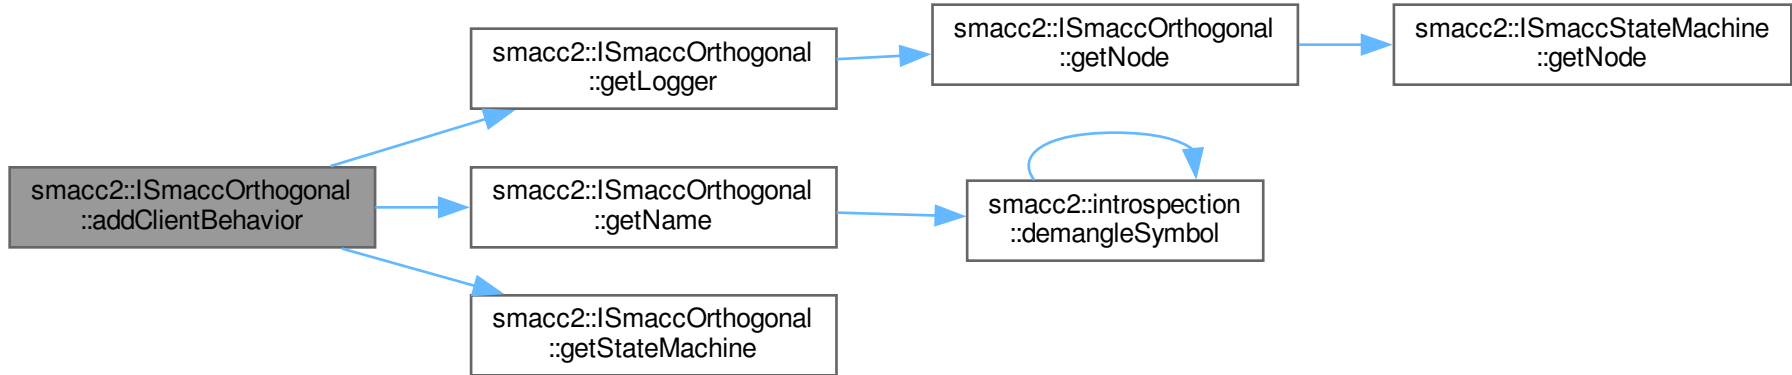 smacc2::ISmaccOrthogonal
::addClientBehavior
smacc2::ISmaccOrthogonal
::getLogger
smacc2::ISmaccOrthogonal
::getNode
smacc2::ISmaccStateMachine
::getNode
smacc2::ISmaccOrthogonal
::getName
smacc2::introspection
::demangleSymbol
smacc2::ISmaccOrthogonal
::getStateMachine